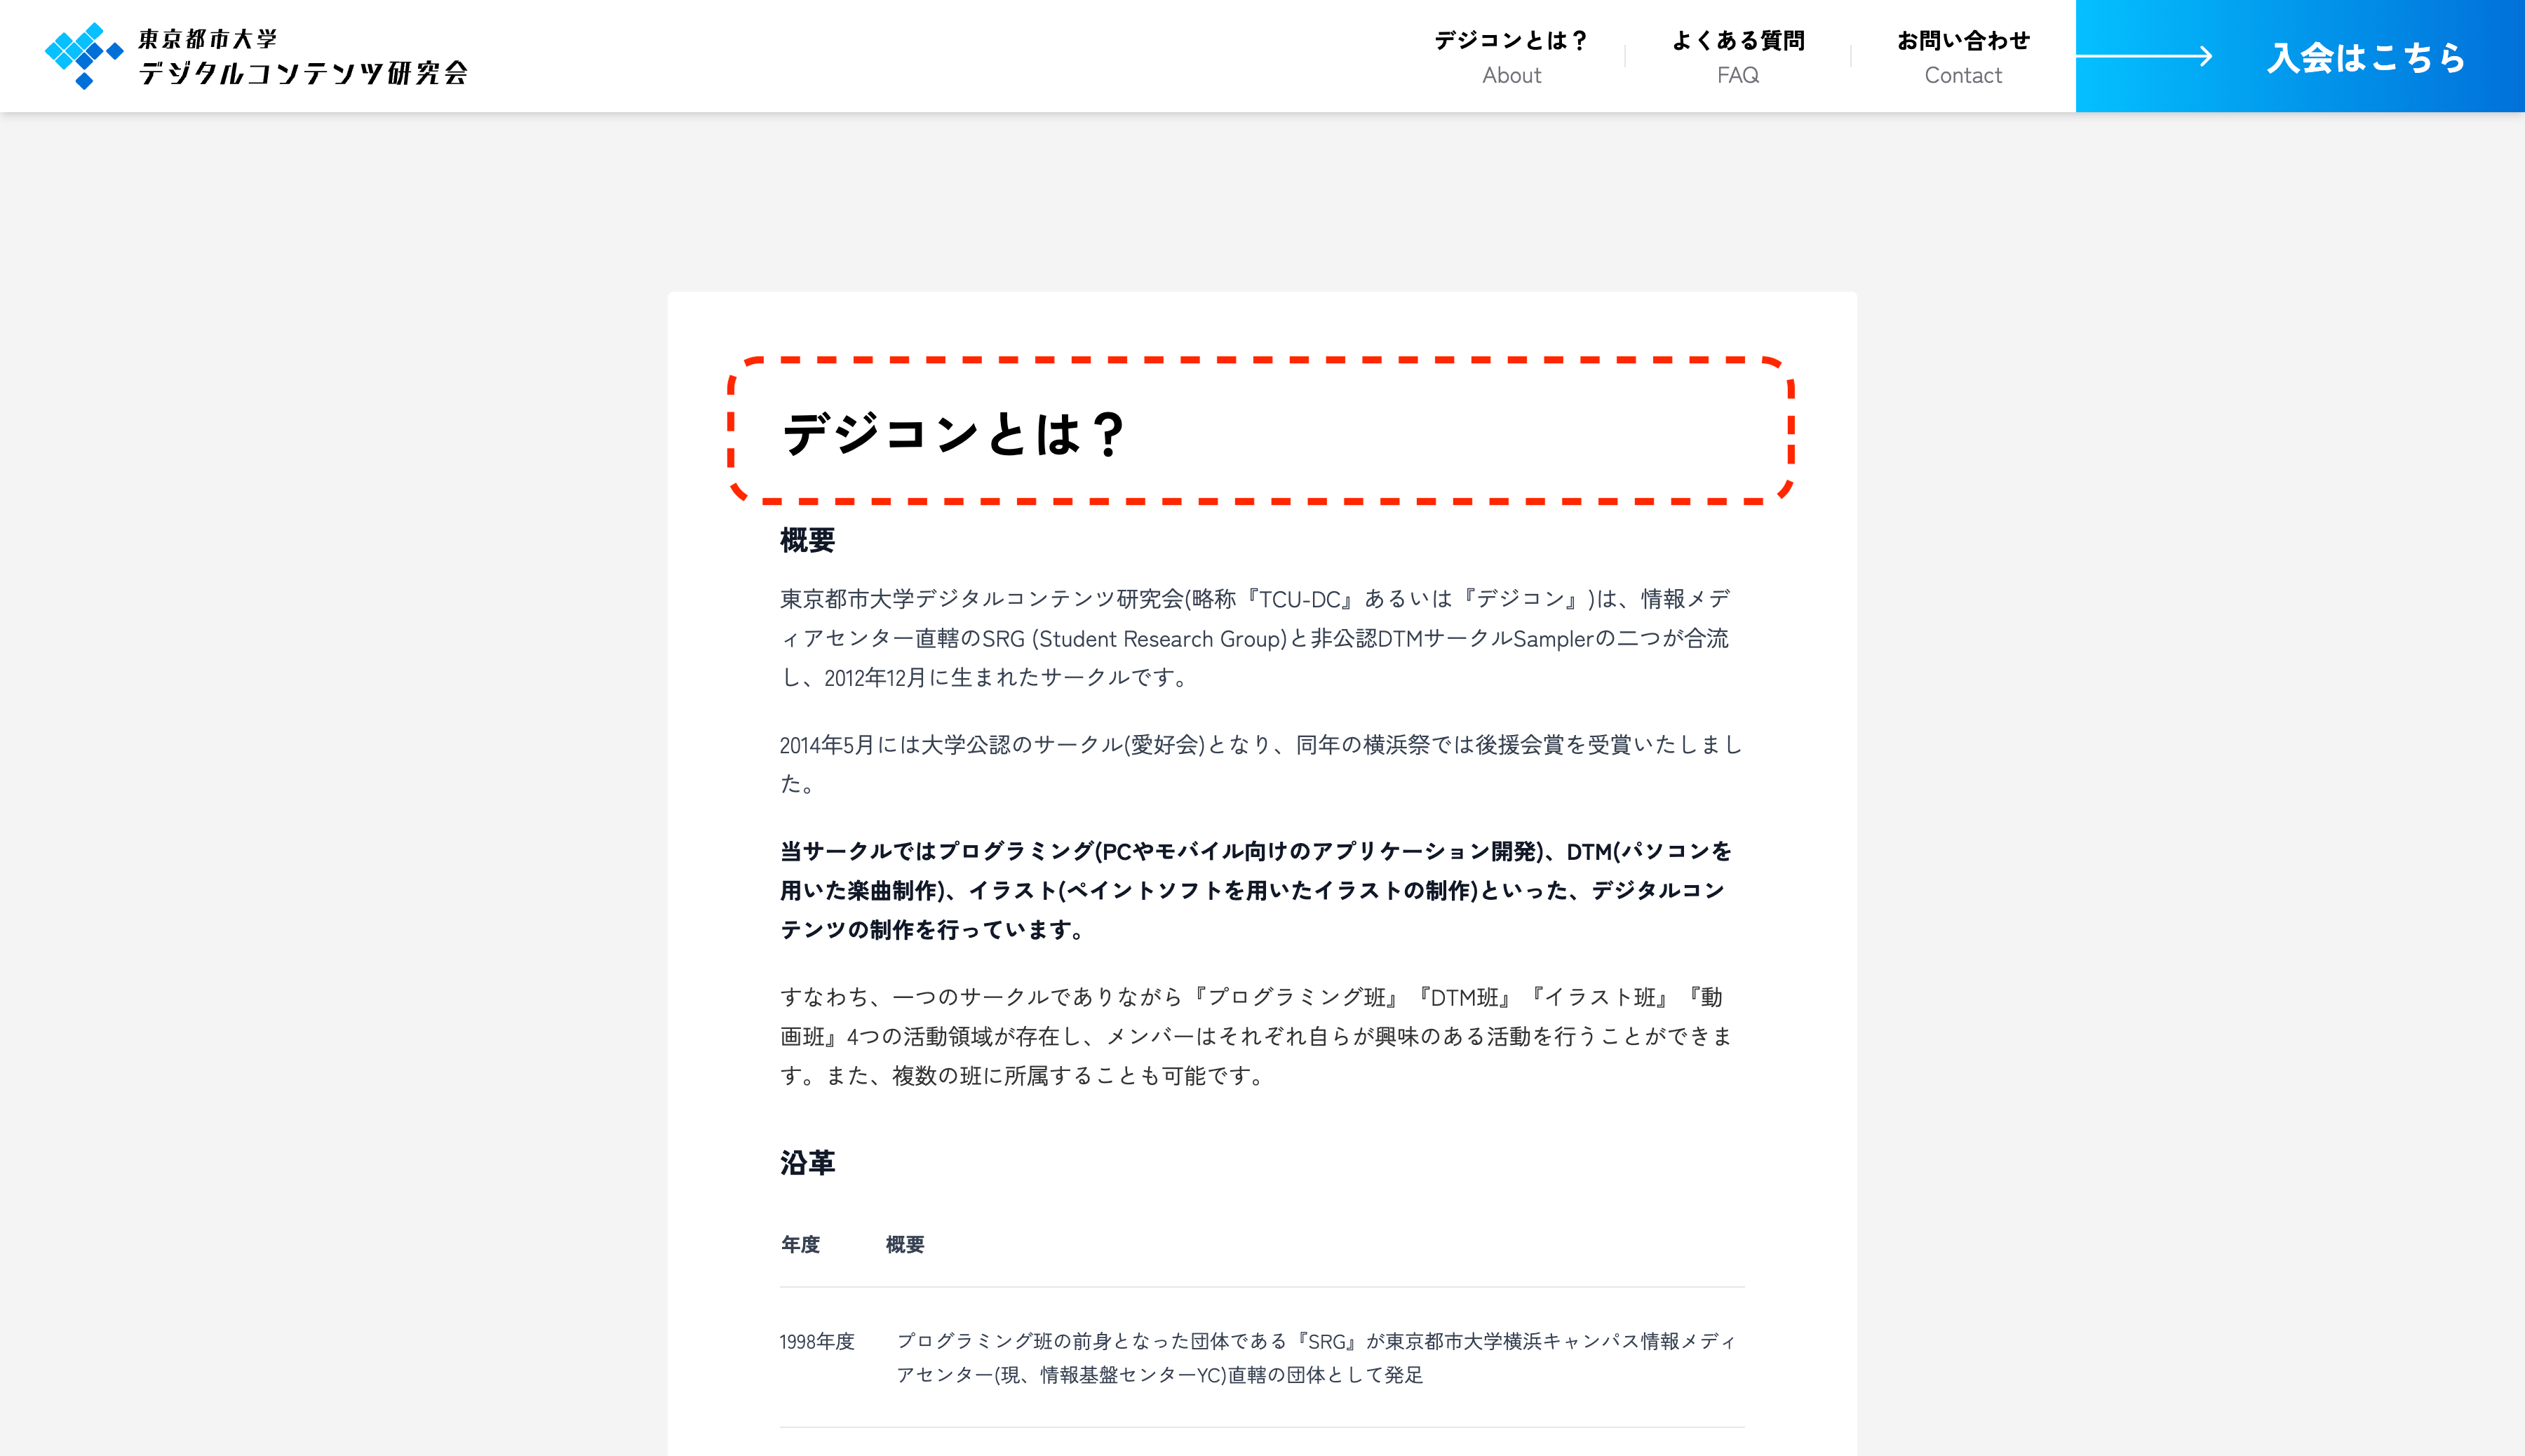 東京都市大学
デジタルコンテンツ研究会
デジコンとは？
About
よくある質問
FAQ
お問い合わせ
Contact
入会はこちら
デジコンとは？
概要
東京都市大学デジタルコンテンツ研究会(略称『TCU-DC』あるいは『デジコン』)は、情報メデ
ィアセンター直轄のSRG (Student Research Group)と非公認DTMサークルSamplerの二つが合流
し、2012年12月に生まれたサークルです。
2014年5月には大学公認のサークル(愛好会)となり、同年の横浜祭では後援会賞を受賞いたしまし
た。
当サークルではプログラミング(PCやモバイル向けのアプリケーション開発)、DTM(パソコンを
用いた楽曲制作)、イラスト(ペイントソフトを用いたイラストの制作)といった、デジタルコン
テンツの制作を行っています。
すなわち、一つのサークルでありながら『プログラミング班』『DTM班』『イラスト班』『動
画班』4つの活動領域が存在し、メンバーはそれぞれ自らが興味のある活動を行うことができま
す。また、複数の班に所属することも可能です。
沿革
年度 概要
1998年度 プログラミング班の前身となった団体である『SRG』が東京都市大学横浜キャンパス情報メディ
アセンター(現、情報基盤センターYC)直轄の団体として発足